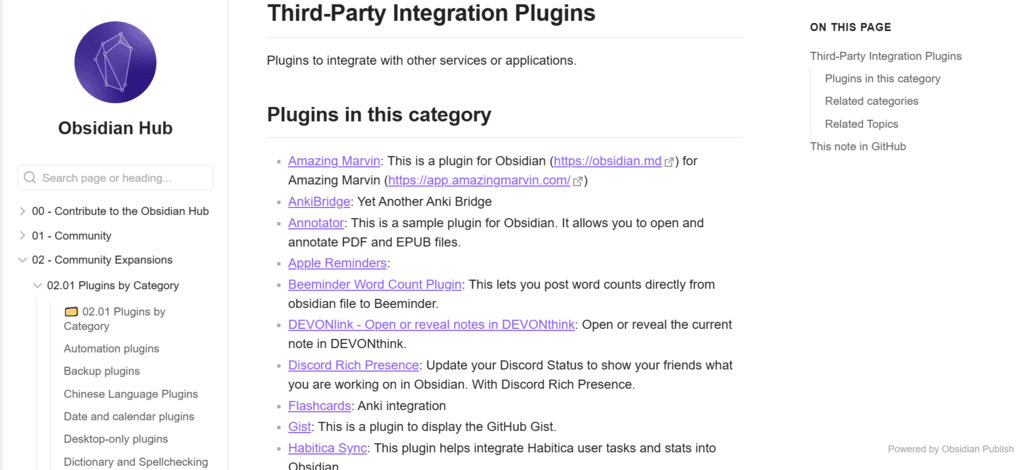 Obsidian Hub
Search page or heading...
00 - Contribute to the Obsidian Hub
01 - Community
02 - Community Expansions
02.01 Plugins by Category
02.01 Plugins by
Category
Automation plugins
Backup plugins
Chinese Language Plugins
Date and calendar plugins
Desktop-only plugins
Dictionary and Spellchecking
Third-Party Integration Plugins
Plugins to integrate with other services or applications.
Plugins in this category
Amazing Marvin: This is a plugin for Obsidian (https://obsidian.md) for
Amazing Marvin (https://app.amazingmarvin.com/)
AnkiBridge: Yet Another Anki Bridge
Annotator: This is a sample plugin for Obsidian. It allows you to open and
annotate PDF and EPUB files.
Apple Reminders:
Beeminder Word Count Plugin: This lets you post word counts directly from
obsidian file to Beeminder.
DEVONlink - Open or reveal notes in DEVONthink: Open or reveal the current
note in DEVONthink.
Discord Rich Presence: Update your Discord Status to show your friends what
you are working on in Obsidian. With Discord Rich Presence.
Flashcards: Anki integration
Gist: This is a plugin to display the GitHub Gist.
Habitica Sync: This plugin helps integrate Habitica user tasks and stats into
Obsidian
ON THIS PAGE
Third-Party Integration Plugins
Plugins in this category
Related categories
Related Topics
This note in GitHub
Powered by Obsidian Publish